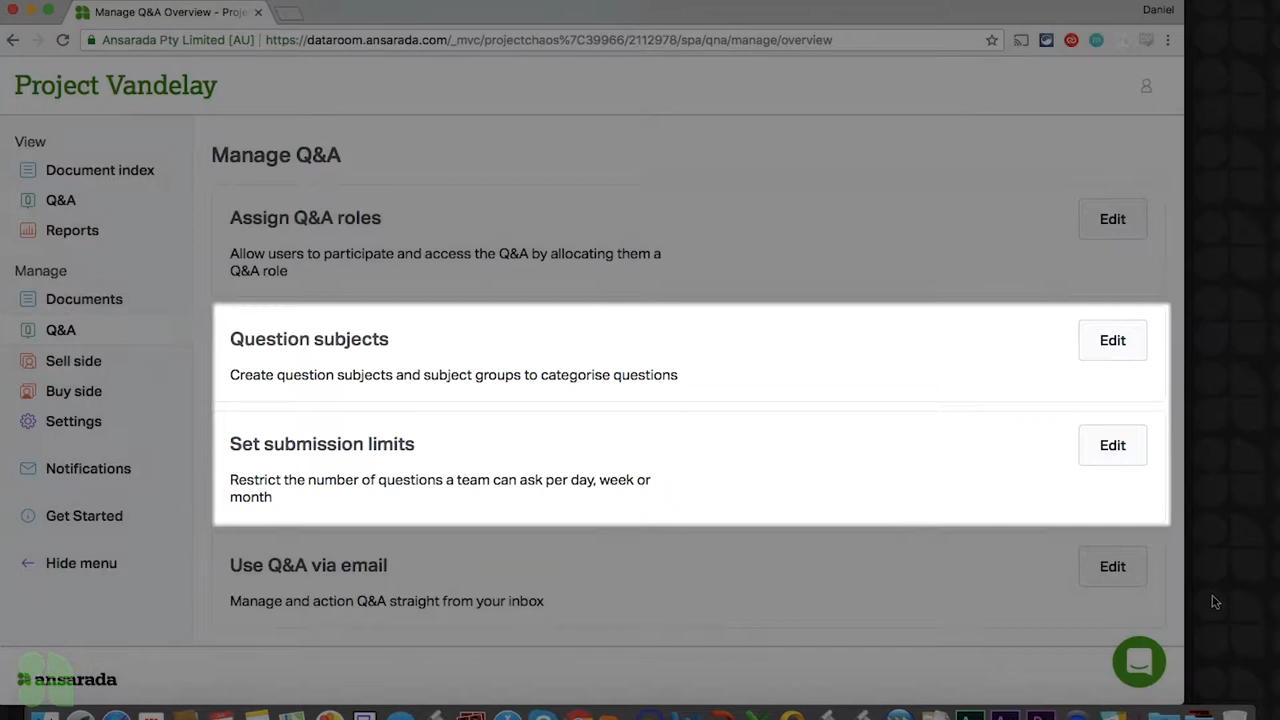 Manage Q&A Overview - Proje
Daniel
Ansarada Pty Limited [AU]
https://dataroom.ansarada.com/_mvc/projectchaos%7C39966/2112978/spa/qna/manage/overview
Project Vandelay
View
Document index
Q&A
Reports
Manage
Documents
Q&A
Sell side
Buy side
Settings
Notifications
Get Started
Hide menu
Manage Q&A
Assign Q&A roles
Edit
Allow users to participate and access the Q&A by allocating them a
Q&A role
Question subjects
Edit
Create question subjects and subject groups to categorise questions
Set submission limits
Edit
Restrict the number of questions a team can ask per day, week or
month
Use Q&A via email
Edit
Manage and action Q&A straight from your inbox
ansarada